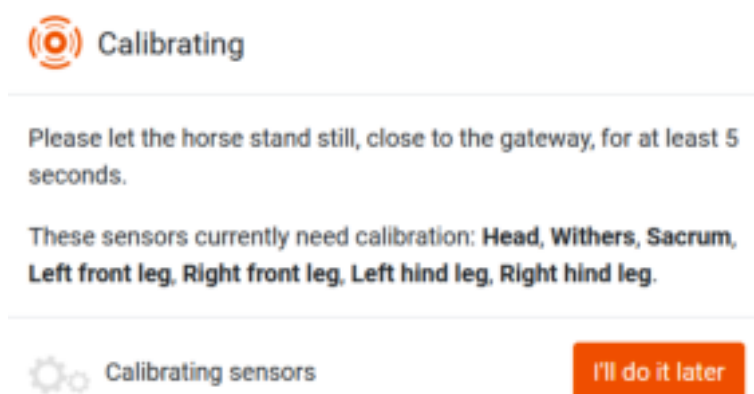 Calibrating
Please let the horse stand still, close to the gateway, for at least 5
seconds.
These sensors currently need calibration: Head, Withers, Sacrum,
Left front leg, Right front leg, Left hind leg, Right hind leg.
Calibrating sensors
I'll do it later